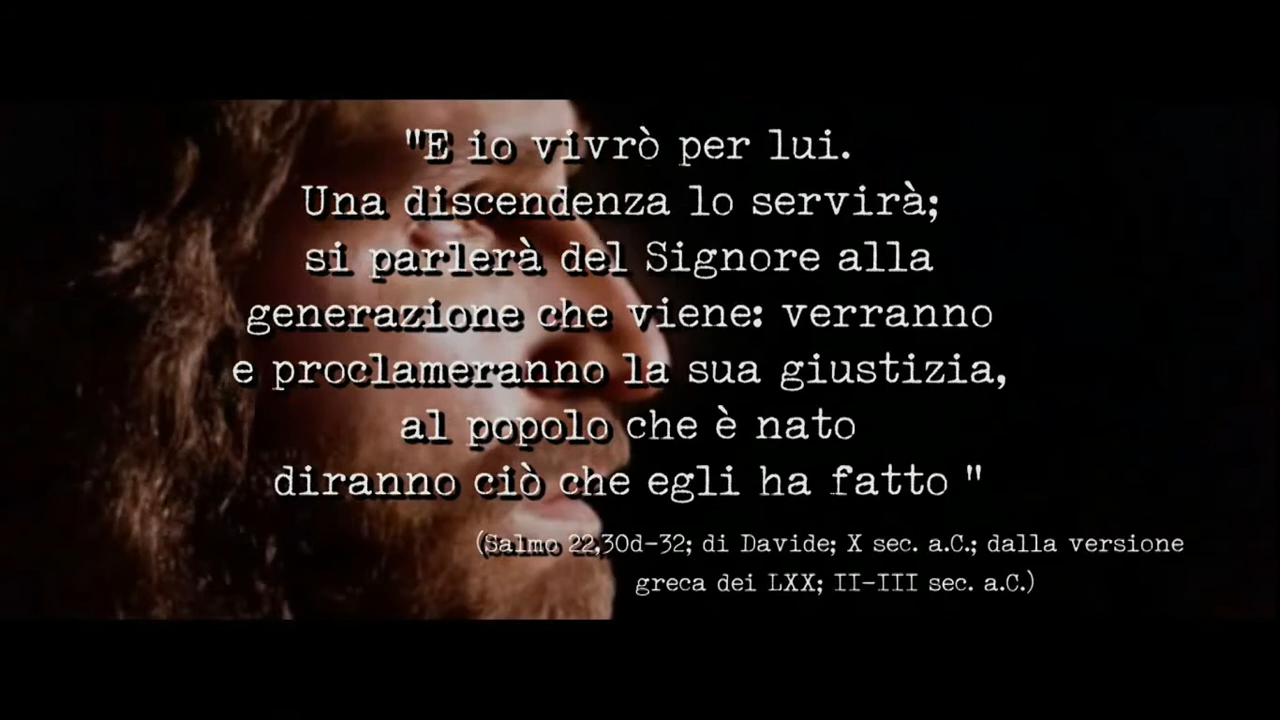 "E io vivrò per lui.
Una discendenza lo servirà;
si parlerà del Signore alla
generazione che viene: verranno
e proclameranno la sua giustizia,
al popolo che è nato
diranno ciò che egli ha fatto "
(Salmo 22,30d-32; di Davide; X sec. a.C.; dalla versione
greca dei LXX; II-III sec. a.C.)